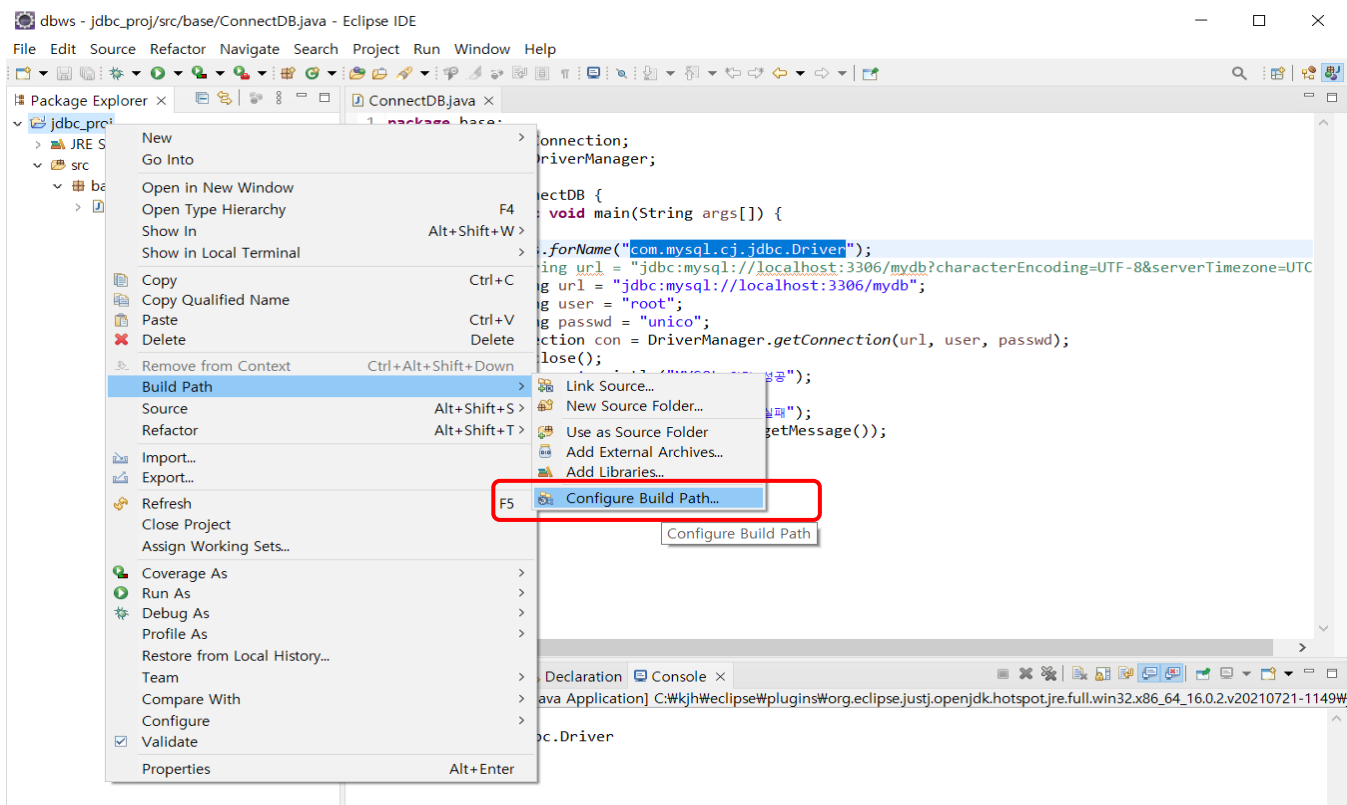 dbws - jdbc_proj/src/base/ConnectDB.java - Eclipse IDE
File Edit Source Refactor Navigate Search Project Run Window Help
Package Explorer
ConnectDB.java
jdbc_proj
JRE S
src
ba
1 package base;
onnection;
DriverManager;
nectDB {
void main(String args[]) {
s.forName("com.mysql.cj.jdbc.Driver");
ring url = "jdbc:mysql://localhost:3306/mydb?characterEncoding=UTF-8&serverTimezone=UTC
ng url = "jdbc:mysql://localhost:3306/mydb";
ng user = "root";
ng passwd = "unico";
ection con = DriverManager.getConnection(url, user, passwd);
lose();
성공");
실패");
getMessage());
New
Go Into
Open in New Window
Open Type Hierarchy F4
Show In Alt+Shift+W
Show in Local Terminal
Copy Ctrl+C
Copy Qualified Name
Paste Ctrl+V
Delete Delete
Remove from Context Ctrl+Alt+Shift+Down
Build Path
Source Alt+Shift+S
Refactor Alt+Shift+T
Import...
Export...
Refresh F5
Close Project
Assign Working Sets...
Coverage As
Run As
Debug As
Profile As
Restore from Local History...
Team
Compare With
Configure
Validate
Properties Alt+Enter
Link Source...
New Source Folder...
Use as Source Folder
Add External Archives...
Add Libraries...
Configure Build Path...
Configure Build Path
Declaration
Console
ava Application] C:₩kjh₩eclipse₩plugins₩org.eclipse.justj.openjdk.hotspot.jre.full.win32.x86_64_16.0.2.v20210721-1149₩
bc.Driver